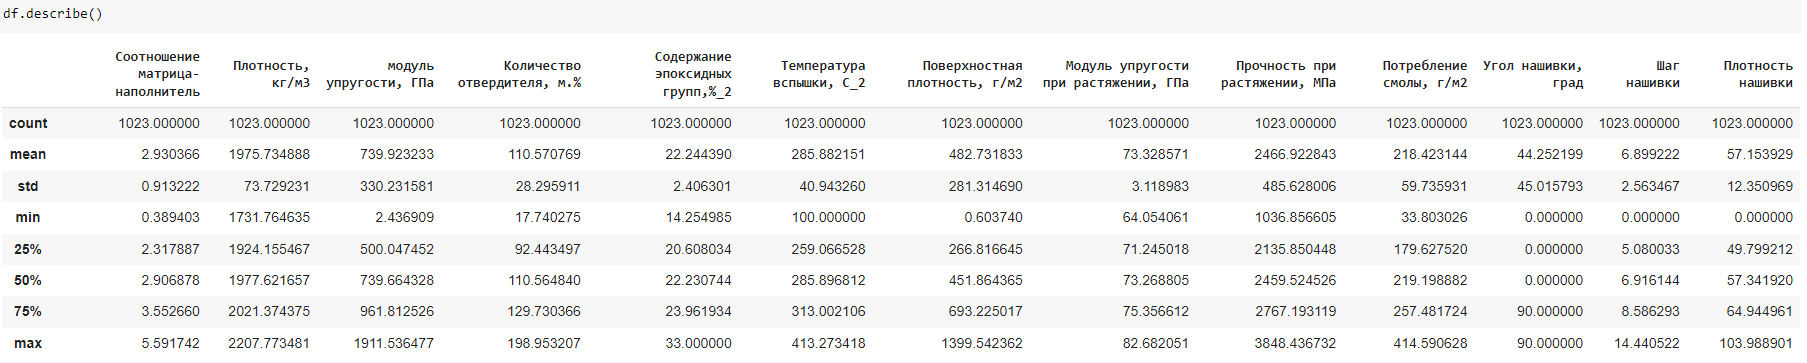 df.describe()
Соотношение матрица-наполнитель Плотность, кг/м3 модуль упругости, ГПа Количество отвердителя, м.% Содержание эпоксидных групп,%_2 Температура вспышки, С_2 Поверхностная плотность, г/м2 Модуль упругости при растяжении, ГПа Прочность при растяжении, МПа Потребление смолы, г/м2 Угол нашивки, град Шаг нашивки Плотность нашивки
count 1023.000000 1023.000000 1023.000000 1023.000000 1023.000000 1023.000000 1023.000000 1023.000000 1023.000000 1023.000000 1023.000000 1023.000000 1023.000000
mean 2.930366 1975.734888 739.923233 110.570769 22.244390 285.882151 482.731833 73.328571 2466.922843 218.423144 44.252199 6.899222 57.153929
std 0.913222 73.729231 330.231581 28.295911 2.406301 40.943260 281.314690 3.118983 485.628006 59.735931 45.015793 2.563467 12.350969
min 0.389403 1731.764635 2.436909 17.740275 14.254985 100.000000 0.603740 64.054061 1036.856605 33.803026 0.000000 0.000000 0.000000
25% 2.317887 1924.155467 500.047452 92.443497 20.608034 259.066528 266.816645 71.245018 2135.850448 179.627520 0.000000 5.080033 49.799212
50% 2.906878 1977.621657 739.664328 110.564840 22.230744 285.896812 451.864365 73.268805 2459.524526 219.198882 0.000000 6.916144 57.341920
75% 3.552660 2021.374375 961.812526 129.730366 23.961934 313.002106 693.225017 75.356612 2767.193119 257.481724 90.000000 8.586293 64.944961
max 5.591742 2207.773481 1911.536477 198.953207 33.000000 413.273418 1399.542362 82.682051 3848.436732 414.590628 90.000000 14.440522 103.988901